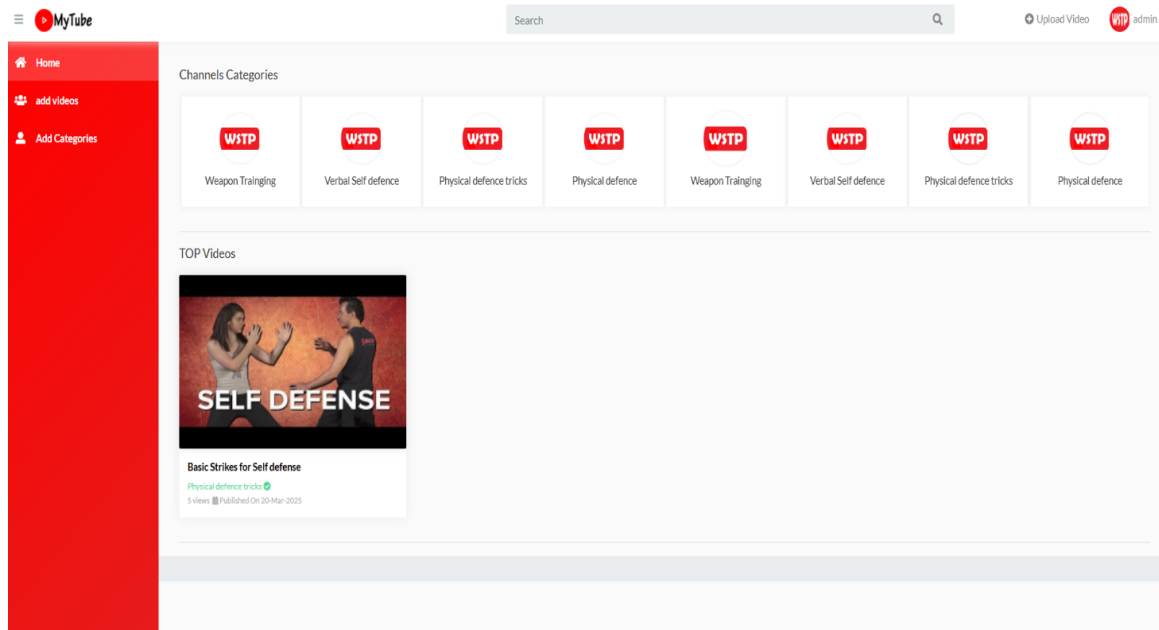 MyTube
Search
Upload Video
WSTP
admin
Home
add videos
Add Categories
Channels Categories
WSTP WSTP WSTP WSTP WSTP WSTP WSTP WSTP
Weapon Trainging Verbal Self defence Physical defence tricks Physical defence Weapon Trainging Verbal Self defence Physical defence tricks Physical defence
TOP Videos
SELF DEFENSE
Basic Strikes for Self defense
Physical defence tricks
5 views Published On 20-Mar-2025